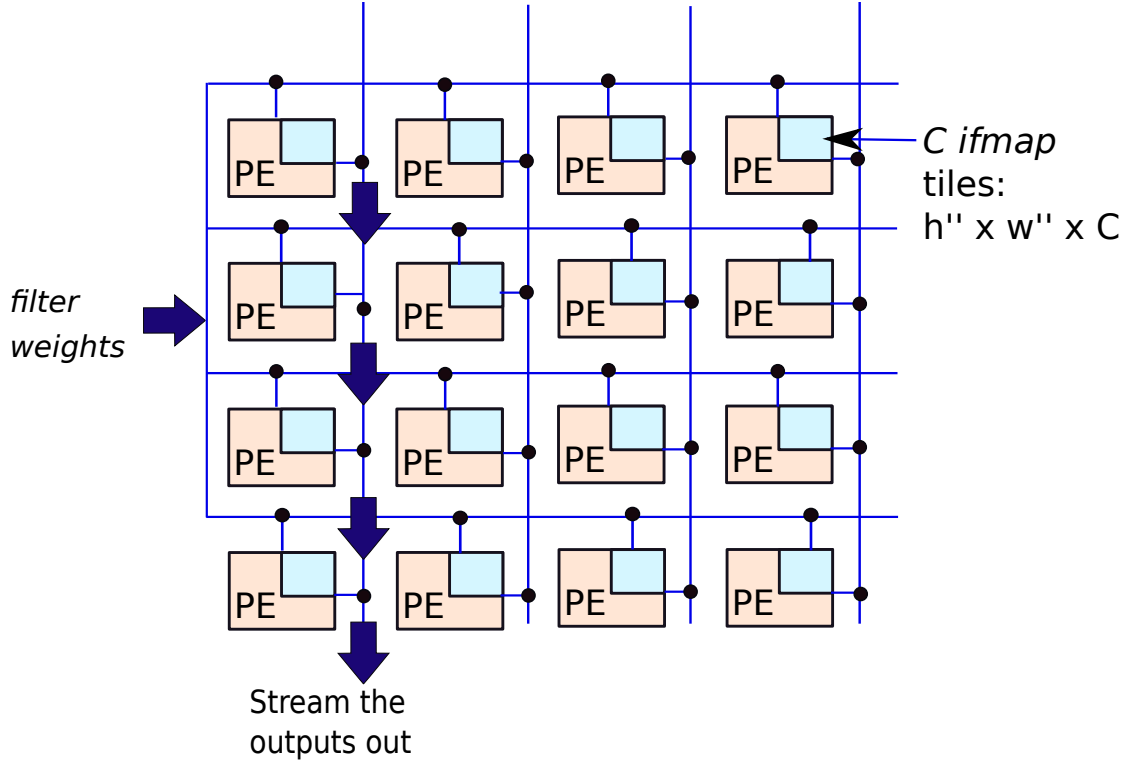 PE PE PE PE
C ifmap
tiles:
h'' x w'' x C
PE PE PE PE
filter
weights
PE PE PE PE
PE PE PE PE
Stream the
outputs out